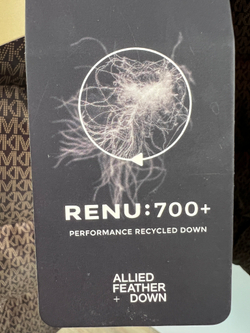 RENU:700+
PERFORMANCE RECYCLED DOWN
ALLIED
FEATHER
+ DOWN